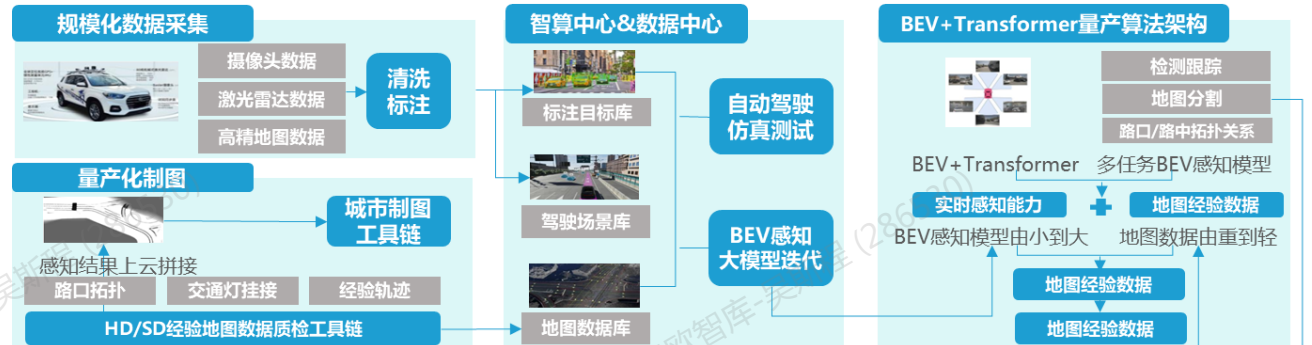 规模化数据采集
摄像头数据
激光雷达数据
高精地图数据
清洗
标注
量产化制图
城市制图
工具链
感知结果上云拼接
路口拓扑
交通灯挂接
经验轨迹
HD/SD经验地图数据质检工具链
智算中心&数据中心
标注目标库
驾驶场景库
地图数据库
自动驾驶
仿真测试
BEV感知
大模型迭代
BEV+Transformer量产算法架构
检测跟踪
地图分割
路口/路中拓扑关系
BEV+Transformer
多任务BEV感知模型
实时感知能力
地图经验数据
BEV感知模型由小到大
地图数据由重到轻
地图经验数据
地图经验数据